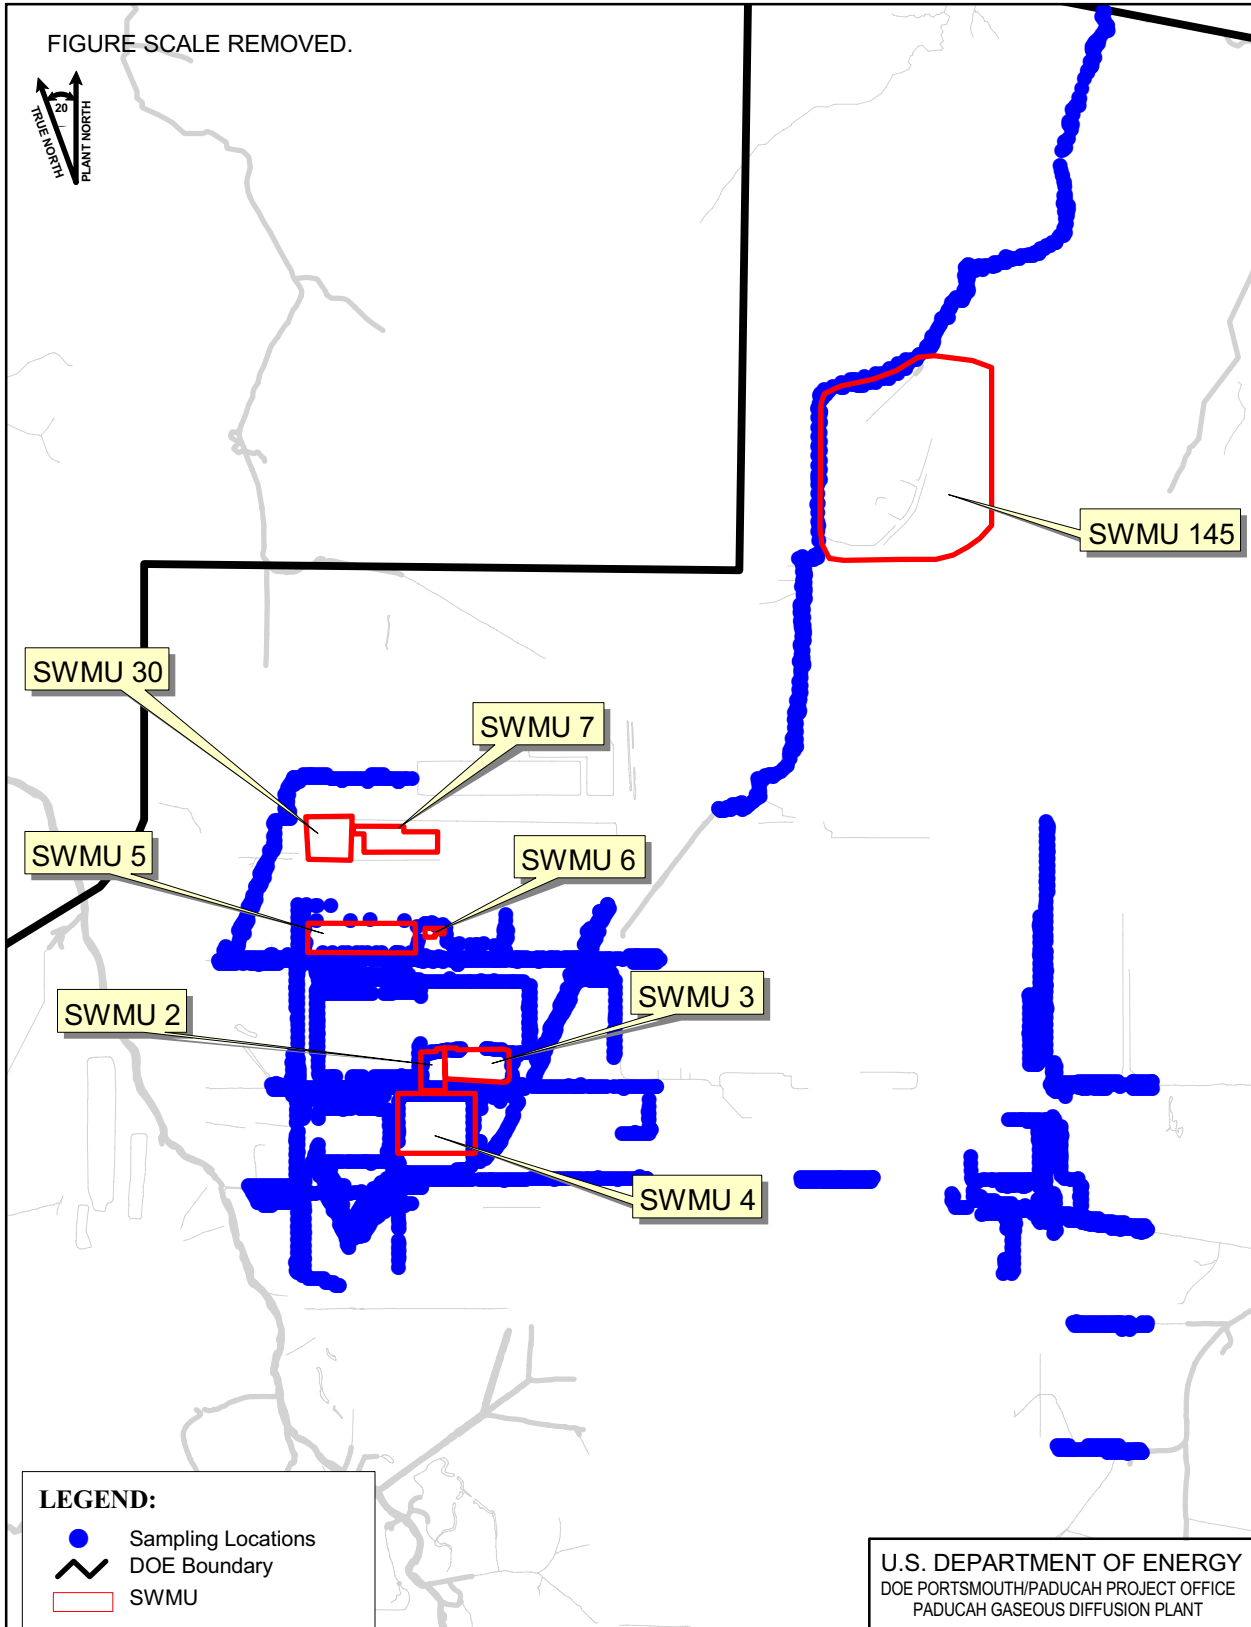 FIGURE SCALE REMOVED.
20
TRUE NORTH
PLANT NORTH
SWMU 145
SWMU 30
SWMU 7
SWMU 5
SWMU 6
SWMU 2
SWMU 3
SWMU 4
LEGEND:
Sampling Locations
DOE Boundary
SWMU
U.S. DEPARTMENT OF ENERGY
DOE PORTSMOUTH/PADUCAH PROJECT OFFICE
PADUCAH GASEOUS DIFFUSION PLANT